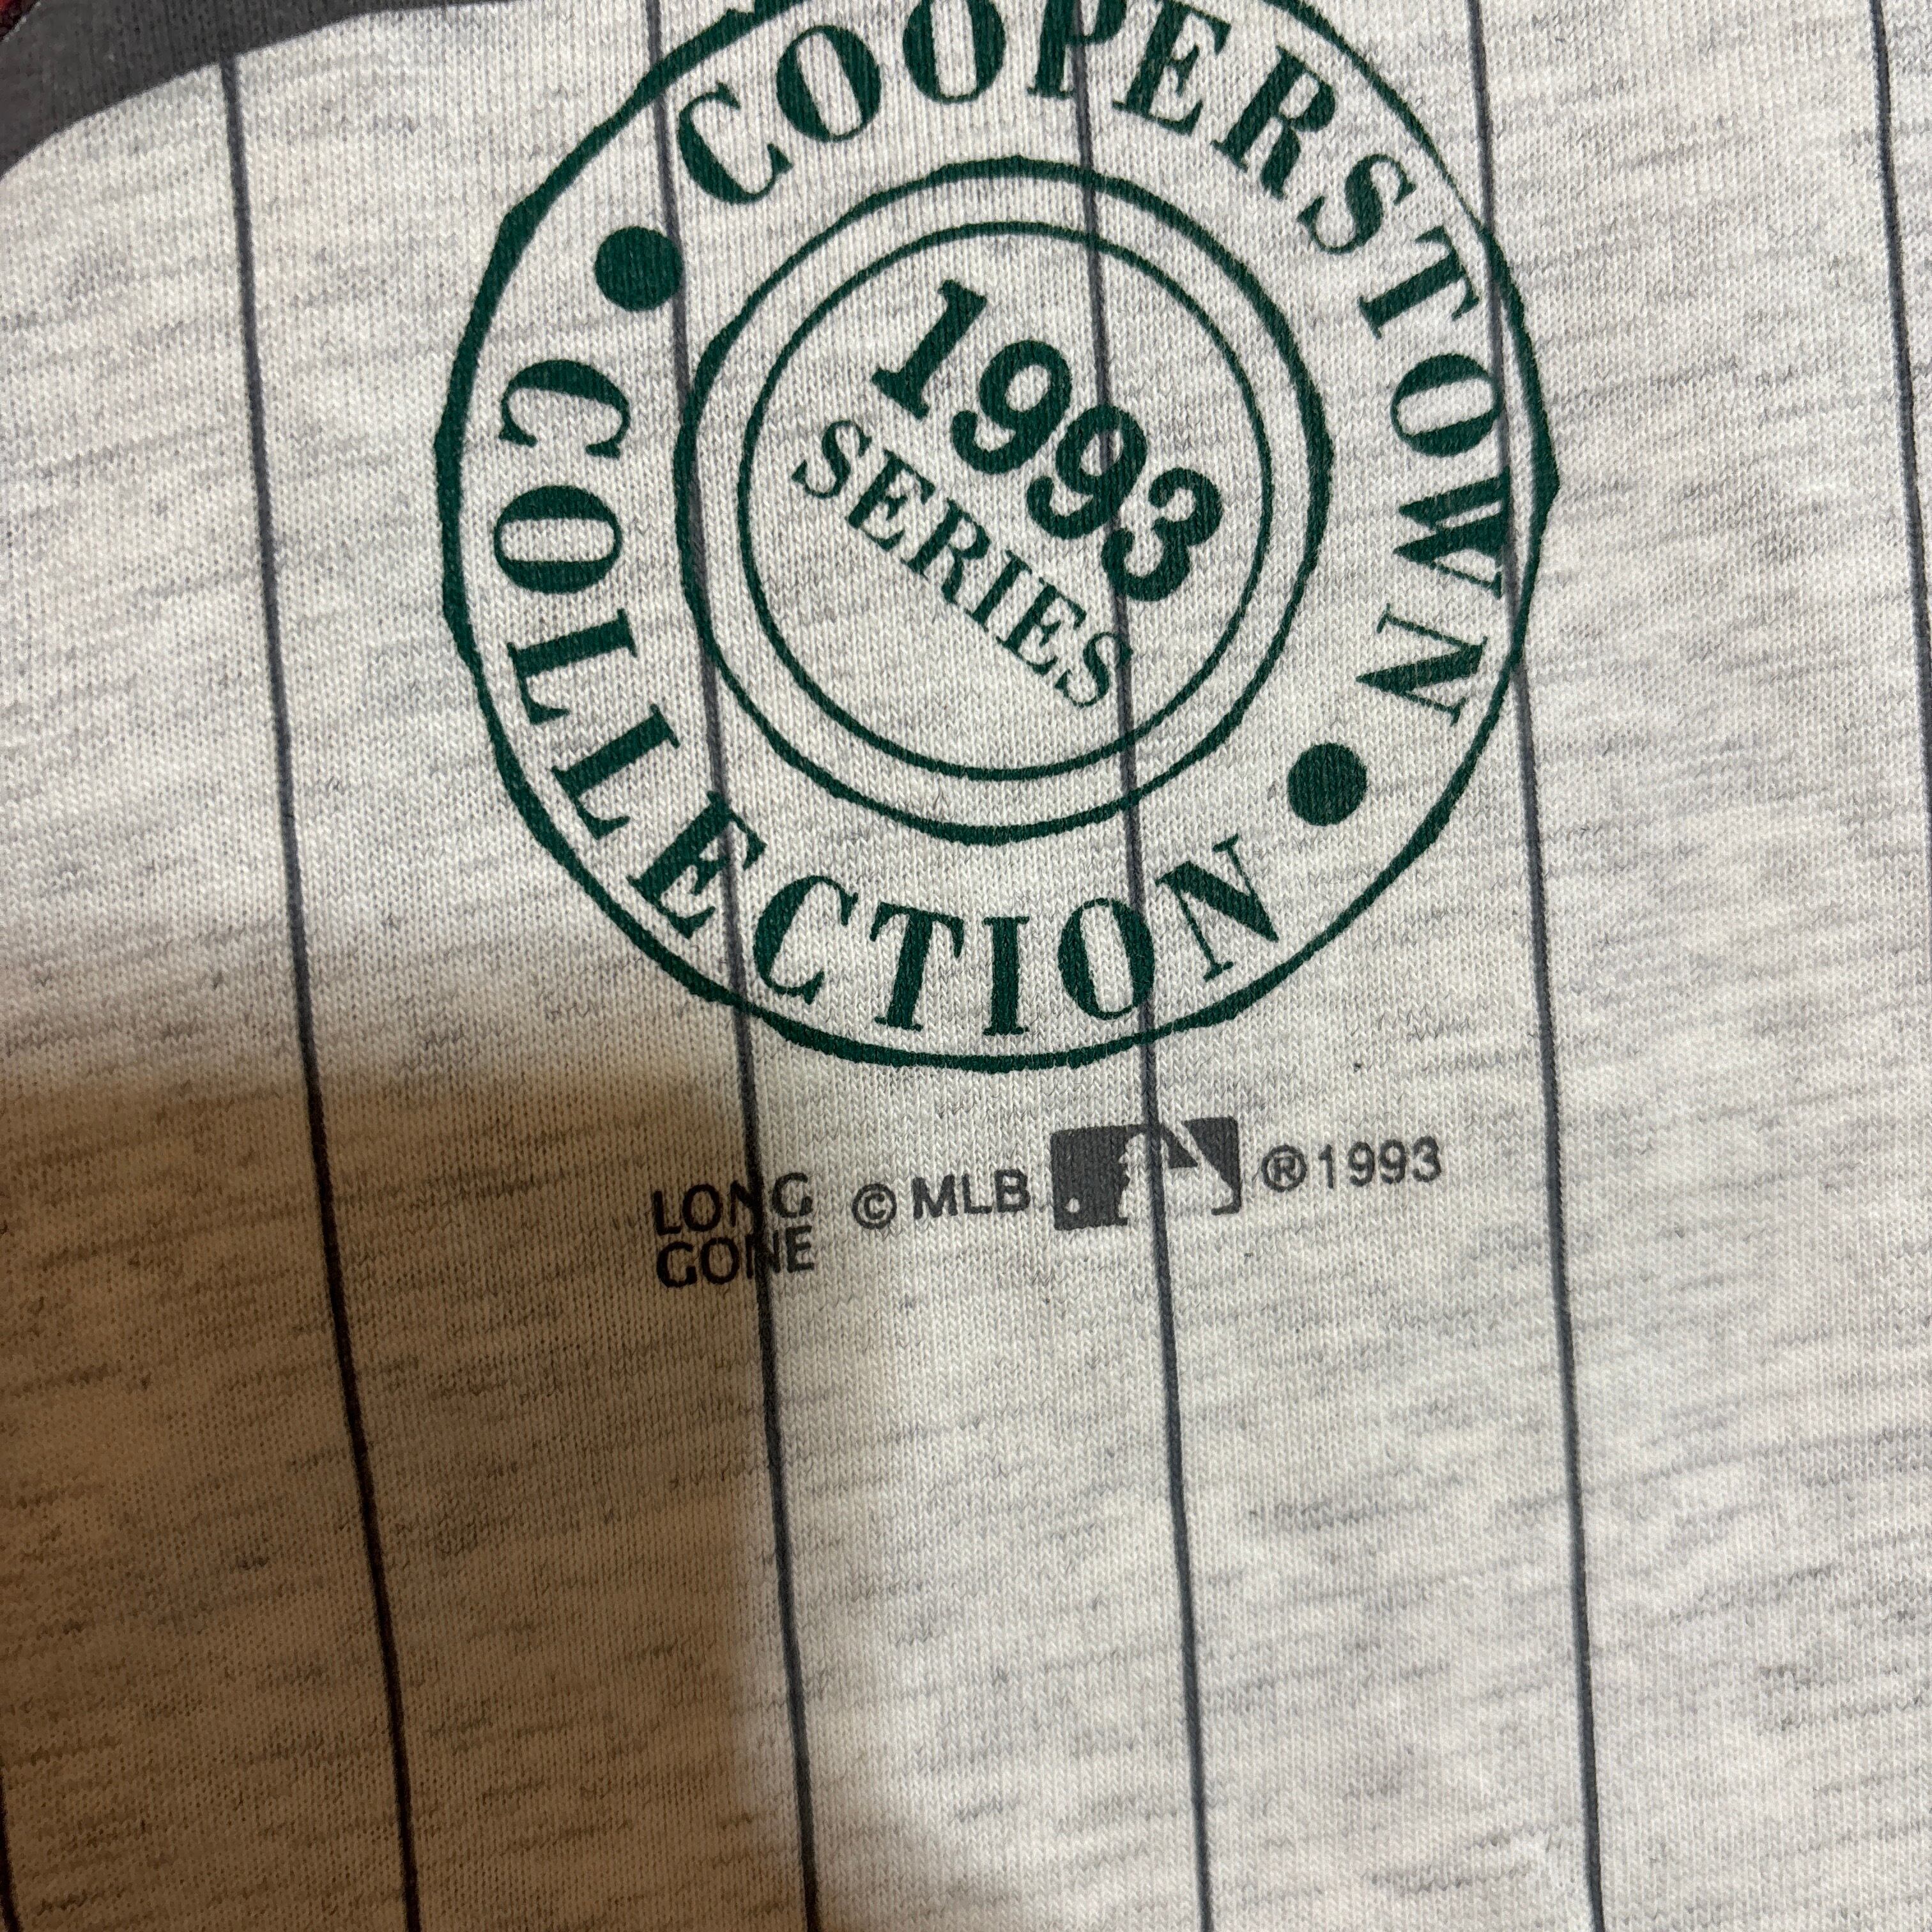 COOPERSTOWN
COLLECTION
1993
SERIES
LONG
GONE
© MLB ® 1993